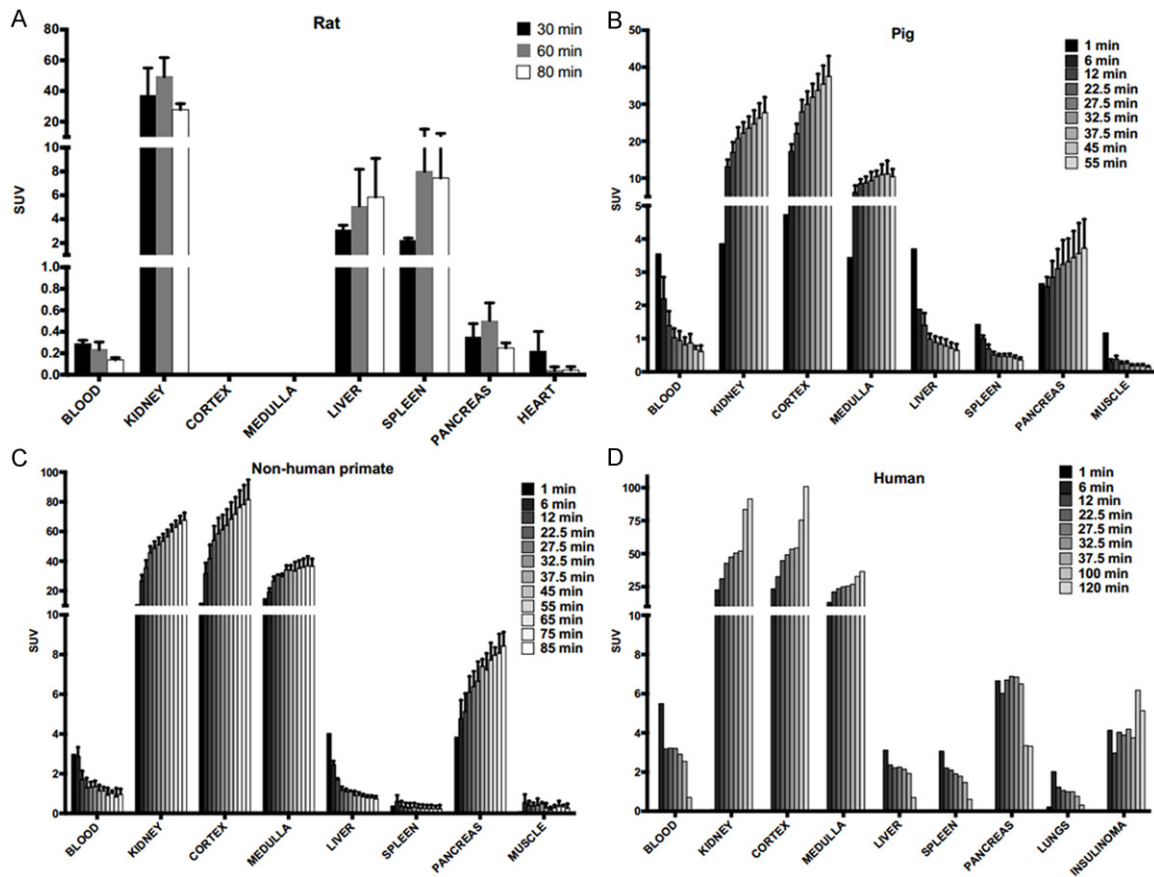 A
Rat
30 min
60 min
80 min
SUV
80
60
40
20
10
8
6
4
2
1.0
0.8
0.6
0.4
0.2
0.0
BLOOD
KIDNEY
CORTEX
MEDULLA
LIVER
SPLEEN
PANCREAS
HEART
B
Pig
1 min
6 min
12 min
22.5 min
27.5 min
32.5 min
37.5 min
45 min
55 min
SUV
50
40
30
20
10
5
4
3
2
1
0
BLOOD
KIDNEY
CORTEX
MEDULLA
LIVER
SPLEEN
PANCREAS
MUSCLE
C
Non-human primate
1 min
6 min
12 min
22.5 min
27.5 min
32.5 min
37.5 min
45 min
55 min
65 min
75 min
85 min
SUV
100
80
60
40
20
10
8
6
4
2
0
BLOOD
KIDNEY
CORTEX
MEDULLA
LIVER
SPLEEN
PANCREAS
MUSCLE
D
Human
1 min
6 min
12 min
22.5 min
27.5 min
32.5 min
37.5 min
100 min
120 min
SUV
100
75
50
25
10
8
6
4
2
0
BLOOD
KIDNEY
CORTEX
MEDULLA
LIVER
SPLEEN
PANCREAS
LUNGS
INSULINOMA